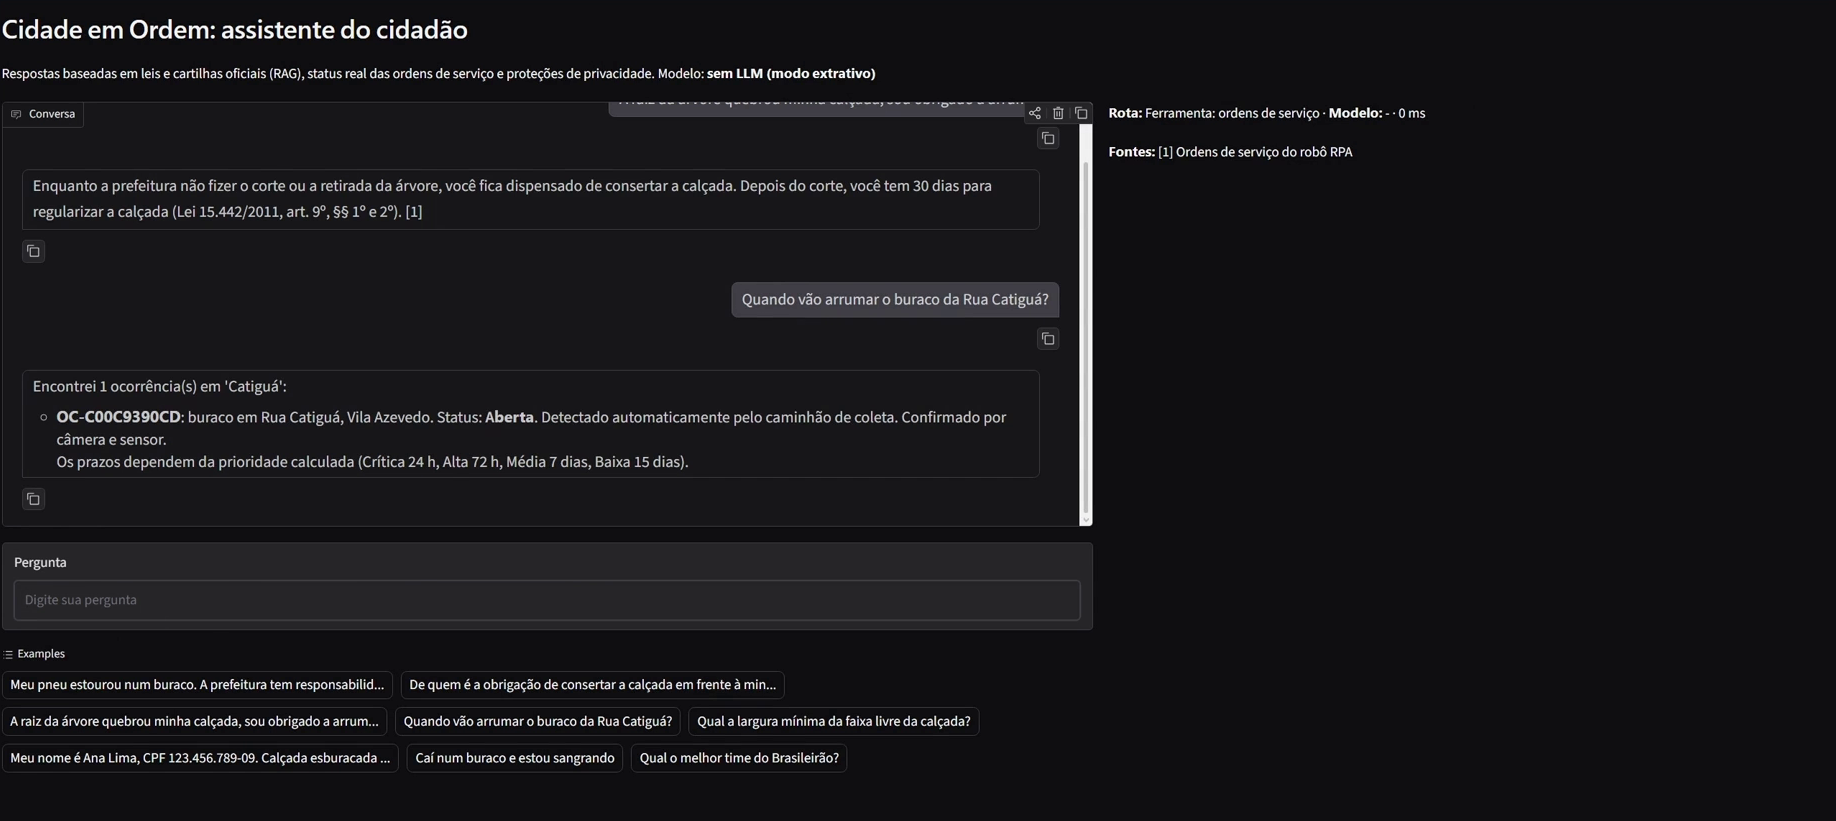 Cidade em Ordem: assistente do cidadão
Respostas baseadas em leis e cartilhas oficiais (RAG), status real das ordens de serviço e proteções de privacidade. Modelo: sem LLM (modo extrativo)
Conversa
Enquanto a prefeitura não fizer o corte ou a retirada da árvore, você fica dispensado de consertar a calçada. Depois do corte, você tem 30 dias para
regularizar a calçada (Lei 15.442/2011, art. 9º, §§ 1º e 2º). [1]
Quando vão arrumar o buraco da Rua Catiguá?
Encontrei 1 ocorrência(s) em 'Catiguá':
OC-C00C9390CD: buraco em Rua Catiguá, Vila Azevedo. Status: Aberta. Detectado automaticamente pelo caminhão de coleta. Confirmado por
câmera e sensor.
Os prazos dependem da prioridade calculada (Crítica 24 h, Alta 72 h, Média 7 dias, Baixa 15 dias).
Rota: Ferramenta: ordens de serviço · Modelo: - · 0 ms
Fontes: [1] Ordens de serviço do robô RPA
Pergunta
Digite sua pergunta
Examples
Meu pneu estourou num buraco. A prefeitura tem responsabilid...
De quem é a obrigação de consertar a calçada em frente à min...
A raiz da árvore quebrou minha calçada, sou obrigado a arrum...
Quando vão arrumar o buraco da Rua Catiguá?
Qual a largura mínima da faixa livre da calçada?
Meu nome é Ana Lima, CPF 123.456.789-09. Calçada esburacada ...
Caí num buraco e estou sangrando
Qual o melhor time do Brasileirão?